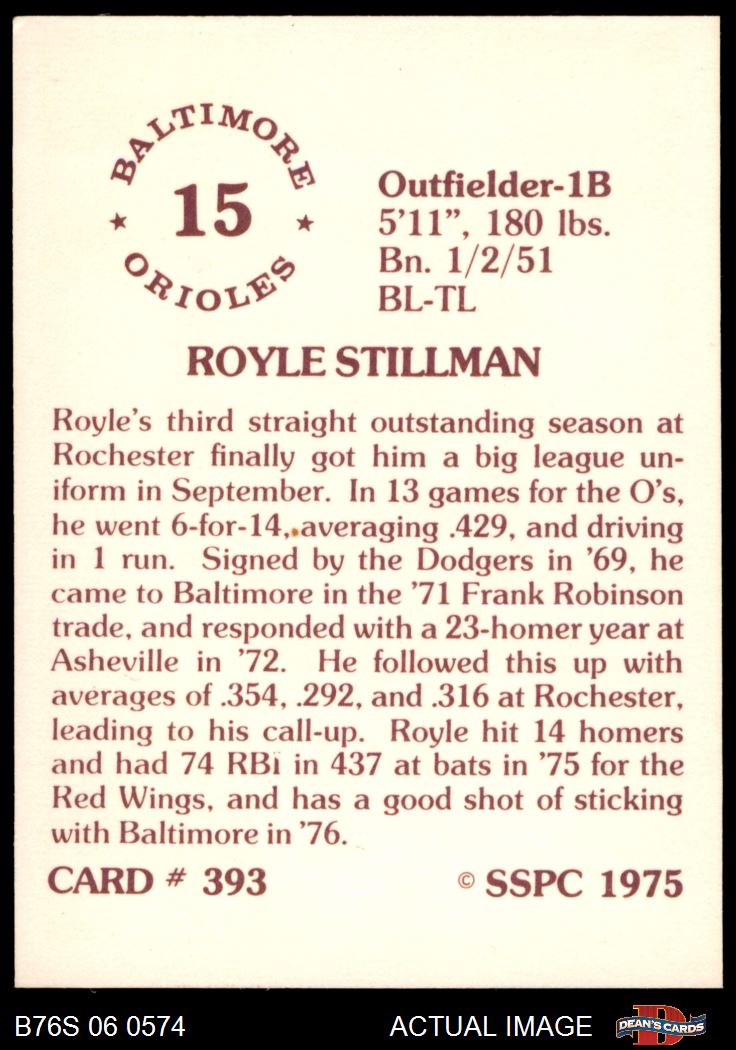 BALTIMORE
15
ORIOLES
Outfielder-1B
5'11", 180 lbs.
Bn. 1/2/51
BL-TL
ROYLE STILLMAN
Royle's third straight outstanding season at
Rochester finally got him a big league un-
iform in September. In 13 games for the O's,
he went 6-for-14, averaging .429, and driving
in 1 run. Signed by the Dodgers in '69, he
came to Baltimore in the '71 Frank Robinson
trade, and responded with a 23-homer year at
Asheville in '72. He followed this up with
averages of .354, .292, and .316 at Rochester,
leading to his call-up. Royle hit 14 homers
and had 74 RBi in 437 at bats in '75 for the
Red Wings, and has a good shot of sticking
with Baltimore in '76.
CARD # 393 © SSPC 1975
B76S 06 0574 ACTUAL IMAGE DEAN'S CARDS